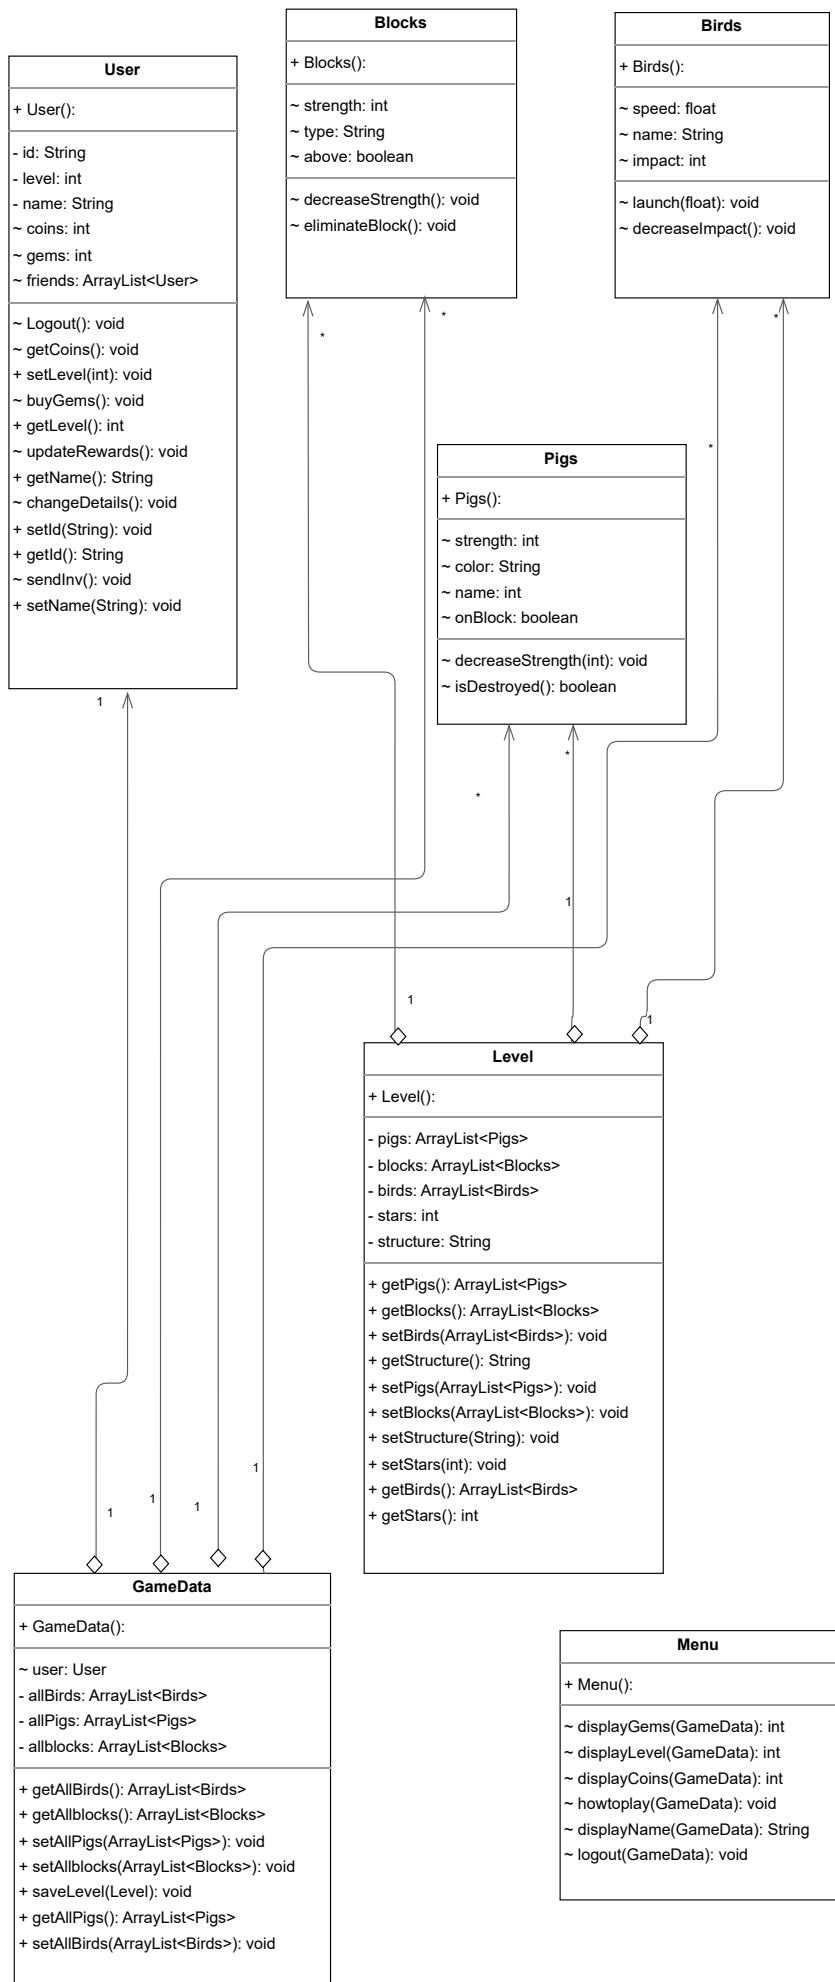 Blocks
+ Blocks():
~ strength: int
~ type: String
~ above: boolean
~ decreaseStrength(): void
~ eliminateBlock(): void
*
*
Birds
+ Birds():
~ speed: float
~ name: String
~ impact: int
~ launch(float): void
~ decreaseImpact(): void
*
*
User
+ User():
- id: String
- level: int
- name: String
~ coins: int
~ gems: int
~ friends: ArrayList<User>
~ Logout(): void
~ getCoins(): void
+ setLevel(int): void
~ buyGems(): void
+ getLevel(): int
~ updateRewards(): void
+ getName(): String
~ changeDetails(): void
+ setId(String): void
+ getId(): String
~ sendInv(): void
+ setName(String): void
1
Pigs
+ Pigs():
~ strength: int
~ color: String
~ name: int
~ onBlock: boolean
~ decreaseStrength(int): void
~ isDestroyed(): boolean
*
*
1
1
1
Level
+ Level():
- pigs: ArrayList<Pigs>
- blocks: ArrayList<Blocks>
- birds: ArrayList<Birds>
- stars: int
- structure: String
+ getPigs(): ArrayList<Pigs>
+ getBlocks(): ArrayList<Blocks>
+ setBirds(ArrayList<Birds>): void
+ getStructure(): String
+ setPigs(ArrayList<Pigs>): void
+ setBlocks(ArrayList<Blocks>): void
+ setStructure(String): void
+ setStars(int): void
+ getBirds(): ArrayList<Birds>
+ getStars(): int
1
1
1
1
GameData
+ GameData():
~ user: User
- allBirds: ArrayList<Birds>
- allPigs: ArrayList<Pigs>
- allblocks: ArrayList<Blocks>
+ getAllBirds(): ArrayList<Birds>
+ getAllblocks(): ArrayList<Blocks>
+ setAllPigs(ArrayList<Pigs>): void
+ setAllblocks(ArrayList<Blocks>): void
+ saveLevel(Level): void
+ getAllPigs(): ArrayList<Pigs>
+ setAllBirds(ArrayList<Birds>): void
Menu
+ Menu():
~ displayGems(GameData): int
~ displayLevel(GameData): int
~ displayCoins(GameData): int
~ howtoplay(GameData): void
~ displayName(GameData): String
~ logout(GameData): void